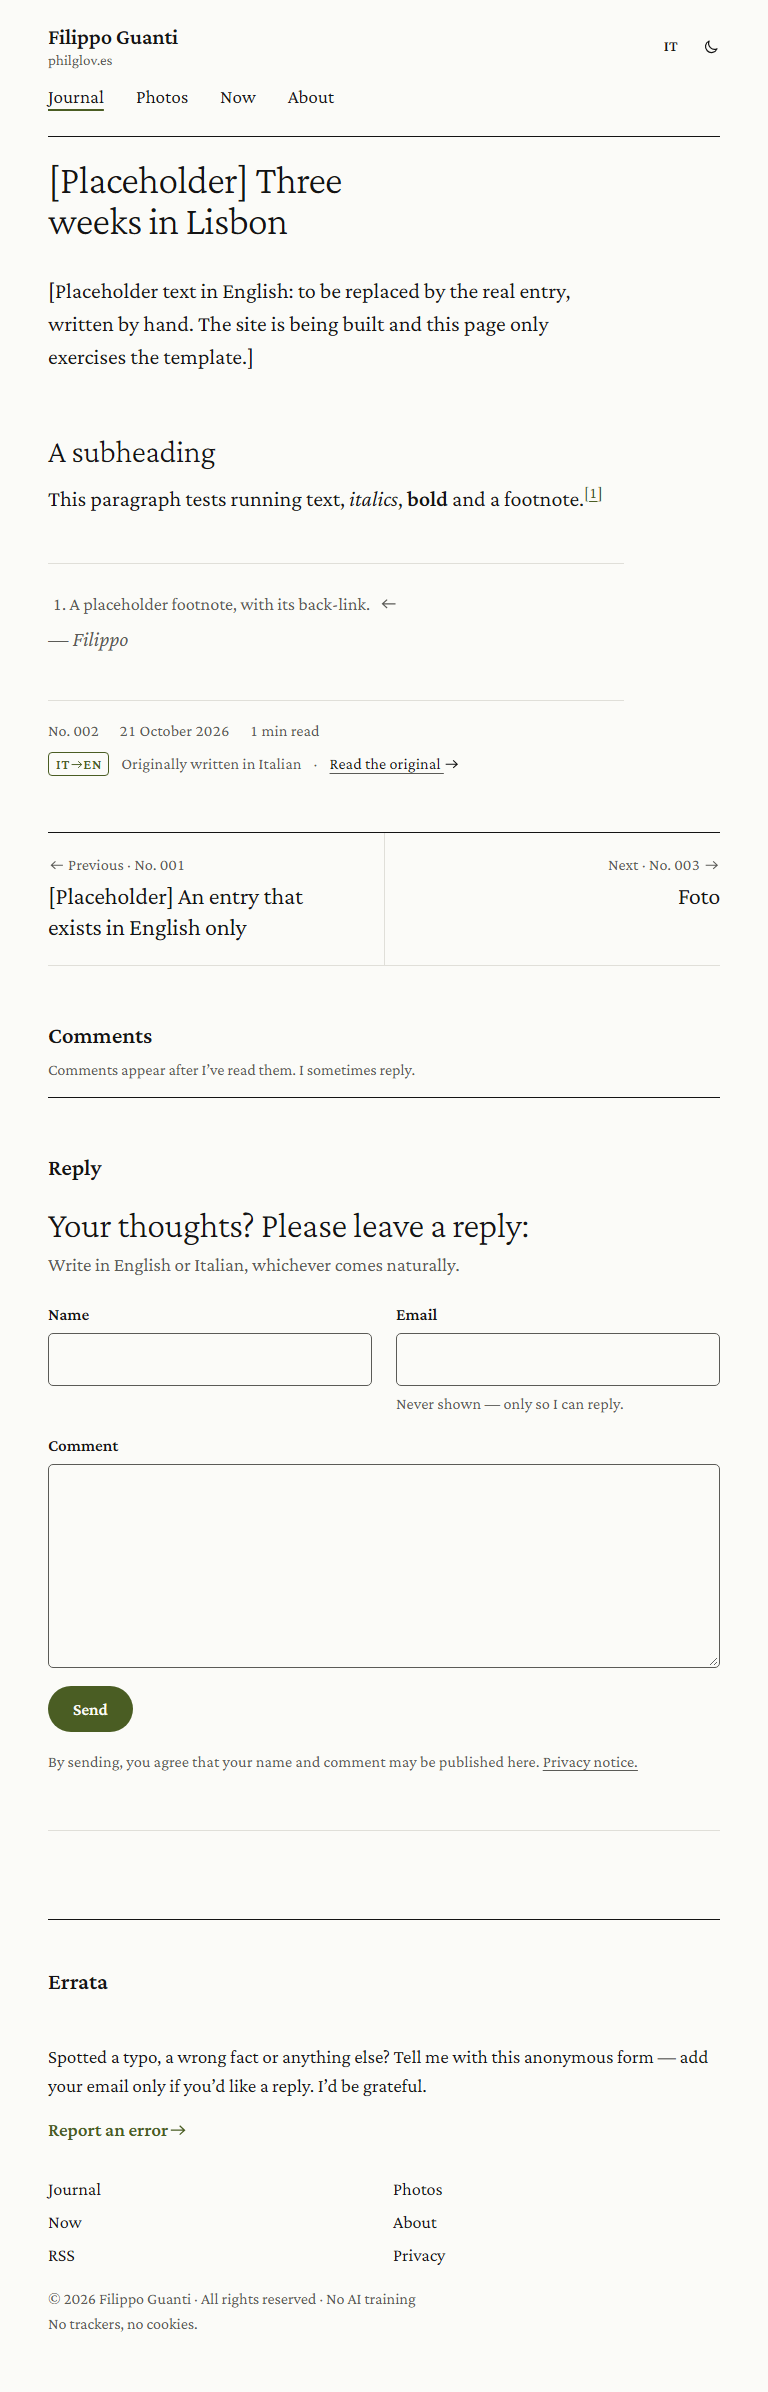 Filippo Guanti
philglov.es
IT
Journal Photos Now About
[Placeholder] Three
weeks in Lisbon
[Placeholder text in English: to be replaced by the real entry,
written by hand. The site is being built and this page only
exercises the template.]
A subheading
This paragraph tests running text, italics, bold and a footnote.[1]
1. A placeholder footnote, with its back-link. ←
— Filippo
No. 002 21 October 2026 1 min read
IT→EN Originally written in Italian · Read the original →
← Previous · No. 001
[Placeholder] An entry that
exists in English only
Next · No. 003 →
Foto
Comments
Comments appear after I’ve read them. I sometimes reply.
Reply
Your thoughts? Please leave a reply:
Write in English or Italian, whichever comes naturally.
Name
Email
Never shown — only so I can reply.
Comment
Send
By sending, you agree that your name and comment may be published here. Privacy notice.
Errata
Spotted a typo, a wrong fact or anything else? Tell me with this anonymous form — add
your email only if you’d like a reply. I’d be grateful.
Report an error→
Journal Photos
Now About
RSS Privacy
© 2026 Filippo Guanti · All rights reserved · No AI training
No trackers, no cookies.